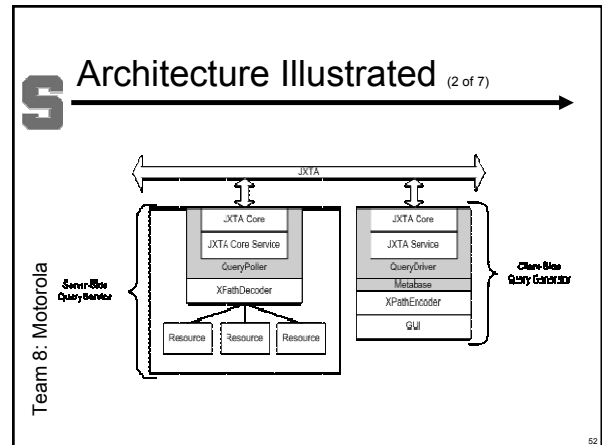 S
Architecture Illustrated (2 of 7)
JXTA
JXTA Core
JXTA Core Service
QueryPoller
XPathDecoder
Resource Resource Resource
Server-Side
Query Service
JXTA Core
JXTA Service
QueryDriver
Metabase
XPathEncoder
GUI
Client-Side
Query Generator
Team 8: Motorola
52